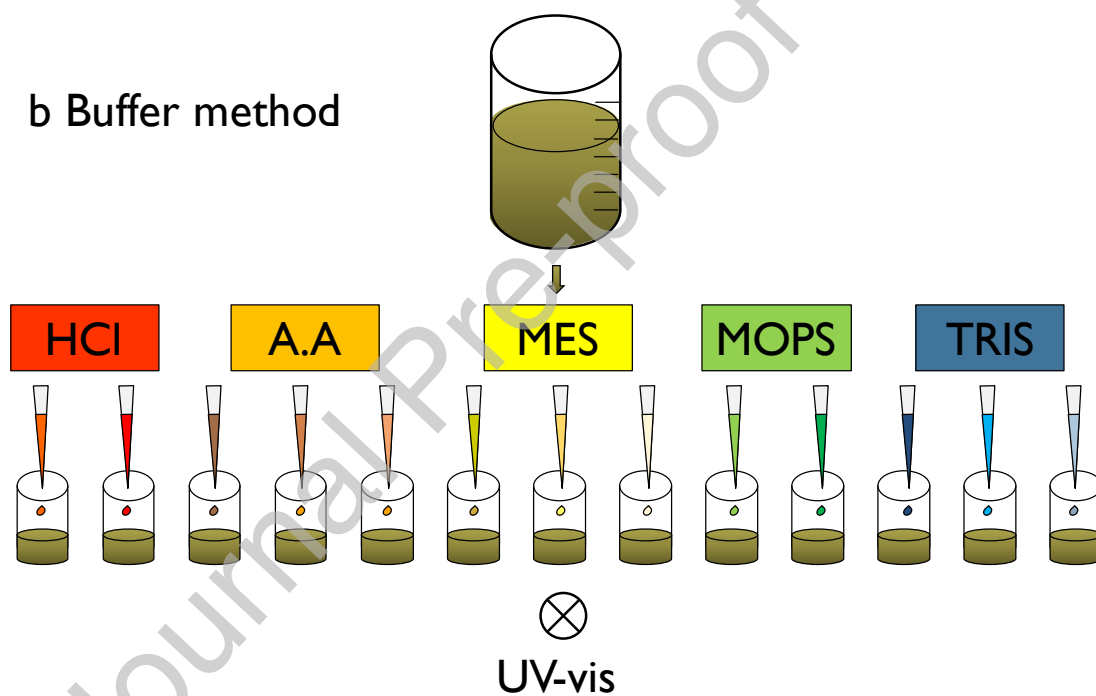 b Buffer method
HCl
A.A
MES
MOPS
TRIS
UV-vis
Journal Pre-proof